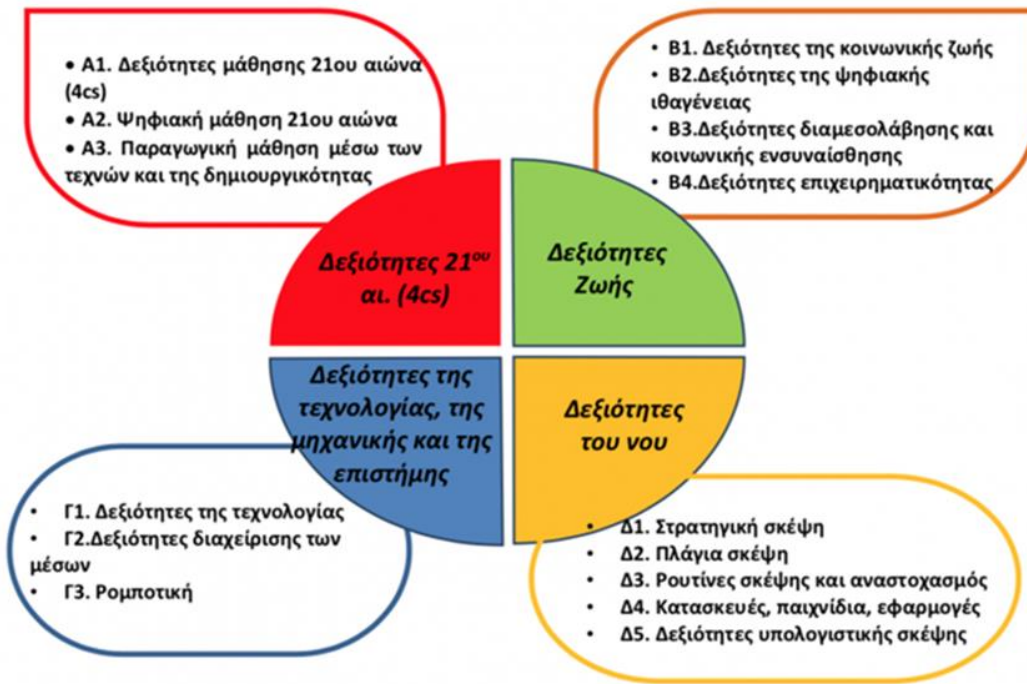 • Α1. Δεξιότητες μάθησης 21ου αιώνα
(4cs)
• Α2. Ψηφιακή μάθηση 21ου αιώνα
• Α3. Παραγωγική μάθηση μέσω των
τεχνών και της δημιουργικότητας
• Β1. Δεξιότητες της κοινωνικής ζωής
• Β2.Δεξιότητες της ψηφιακής
ιθαγένειας
• Β3.Δεξιότητες διαμεσολάβησης και
κοινωνικής ενσυναίσθησης
• Β4.Δεξιότητες επιχειρηματικότητας
Δεξιότητες 21ου
αι. (4cs)
Δεξιότητες
Ζωής
Δεξιότητες της
τεχνολογίας, της
μηχανικής και της
επιστήμης
Δεξιότητες
του νου
• Γ1. Δεξιότητες της τεχνολογίας
• Γ2.Δεξιότητες διαχείρισης των
μέσων
• Γ3. Ρομποτική
• Δ1. Στρατηγική σκέψη
• Δ2. Πλάγια σκέψη
• Δ3. Ρουτίνες σκέψης και αναστοχασμός
• Δ4. Κατασκευές, παιχνίδια, εφαρμογές
• Δ5. Δεξιότητες υπολογιστικής σκέψης